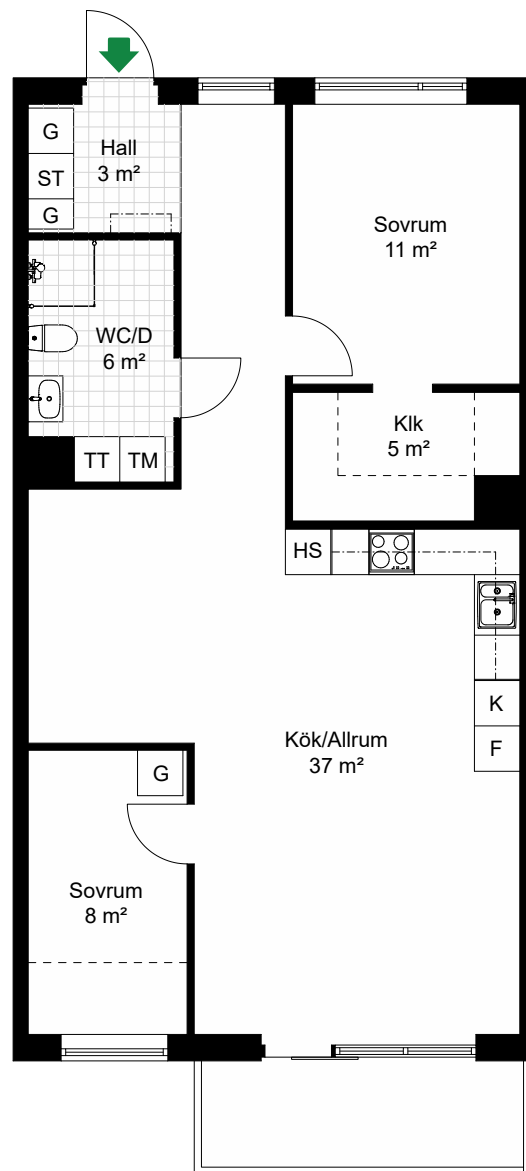 G
Hall
3 m²
ST
G
Sovrum
11 m²
WC/D
6 m²
Klk
5 m²
TT
TM
HS
K
Kök/Allrum
37 m²
F
G
Sovrum
8 m²